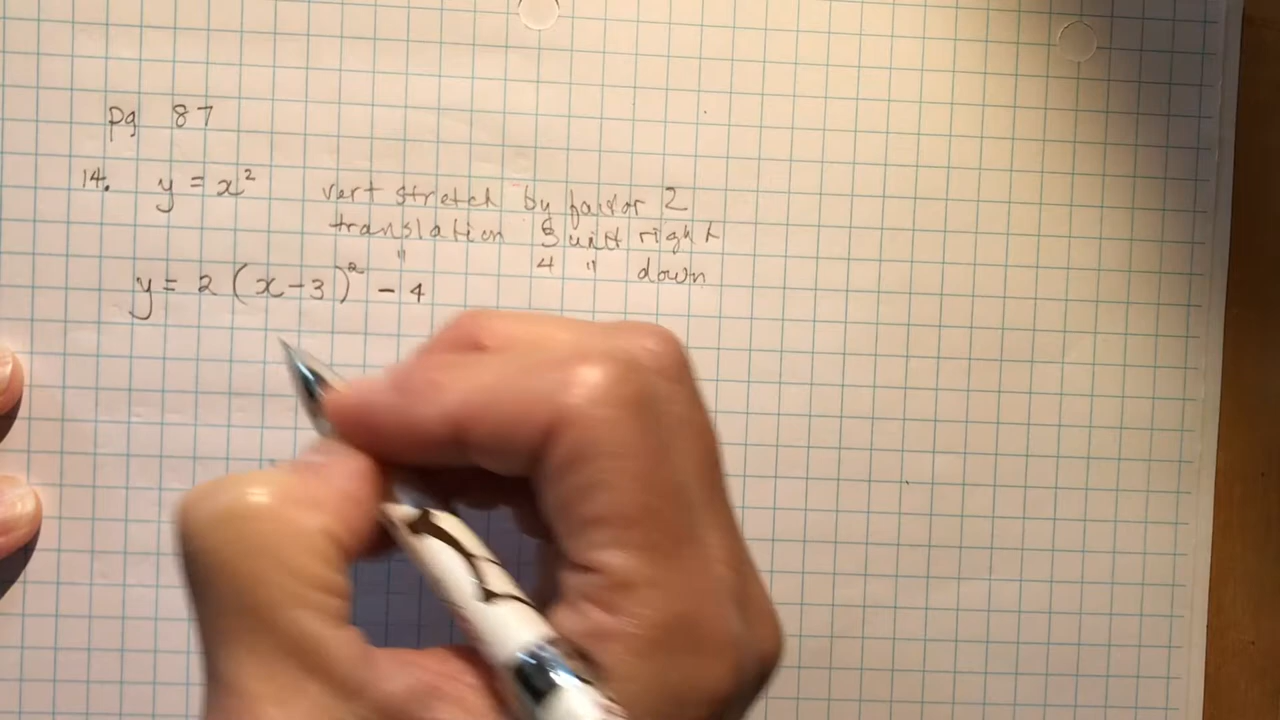 pg 87
14. y = x² vert stretch by factor 2
translation 3 unit right
" 4 " down
y = 2 (x-3)² - 4